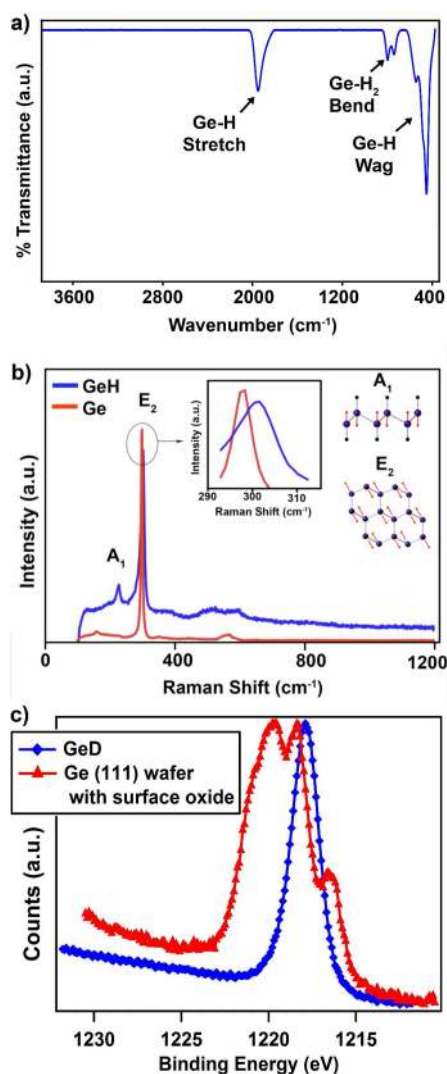 a)
% Transmittance (a.u.)
Ge-H
Stretch
Ge-H₂
Bend
Ge-H
Wag
3600
2800
2000
1200
400
Wavenumber (cm⁻¹)
b)
GeH
Ge
E₂
A₁
Intensity (a.u.)
Intensity (a.u.)
293
300
310
Raman Shift (cm⁻¹)
A₁
E₂
0
400
800
1200
Raman Shift (cm⁻¹)
c)
GeD
Ge (111) wafer
with surface oxide
Counts (a.u.)
1230
1225
1220
1215
Binding Energy (eV)